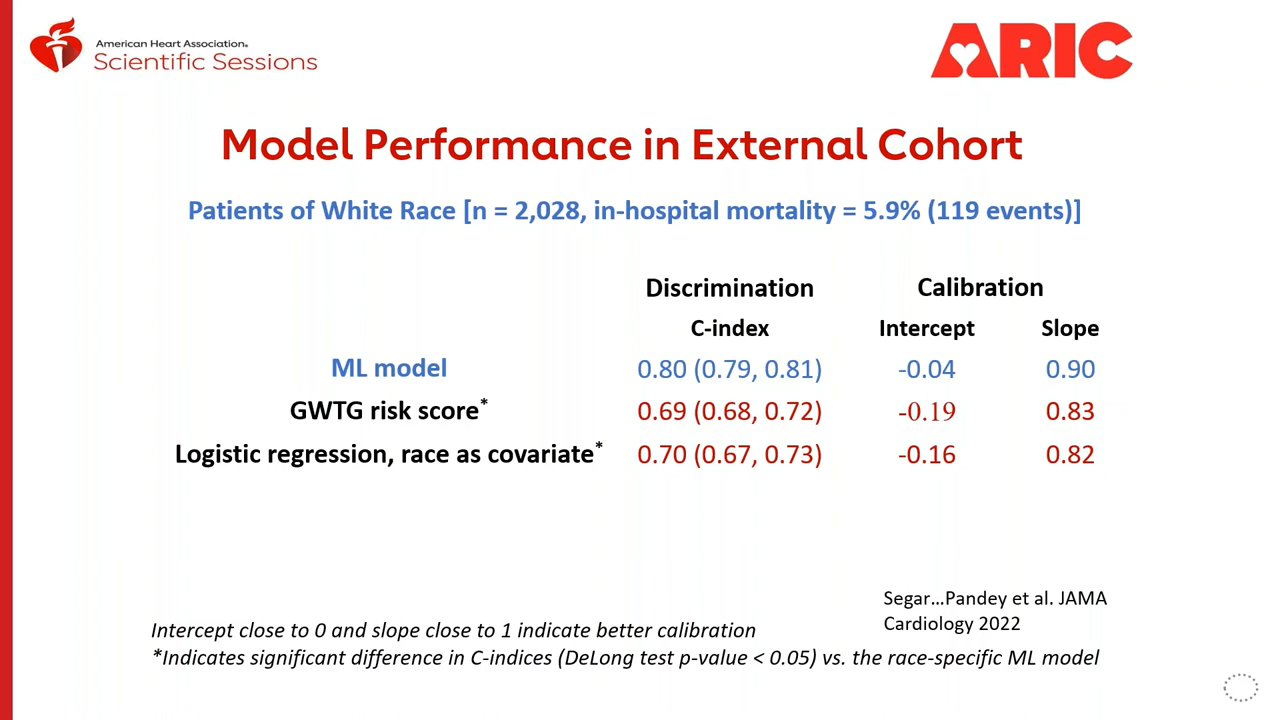 American Heart Association®
Scientific Sessions
ARIC
Model Performance in External Cohort
Patients of White Race [n = 2,028, in-hospital mortality = 5.9% (119 events)]
Discrimination Calibration
C-index Intercept Slope
ML model 0.80 (0.79, 0.81) -0.04 0.90
GWTG risk score* 0.69 (0.68, 0.72) -0.19 0.83
Logistic regression, race as covariate* 0.70 (0.67, 0.73) -0.16 0.82
Segar...Pandey et al. JAMA
Cardiology 2022
Intercept close to 0 and slope close to 1 indicate better calibration
*Indicates significant difference in C-indices (DeLong test p-value < 0.05) vs. the race-specific ML model